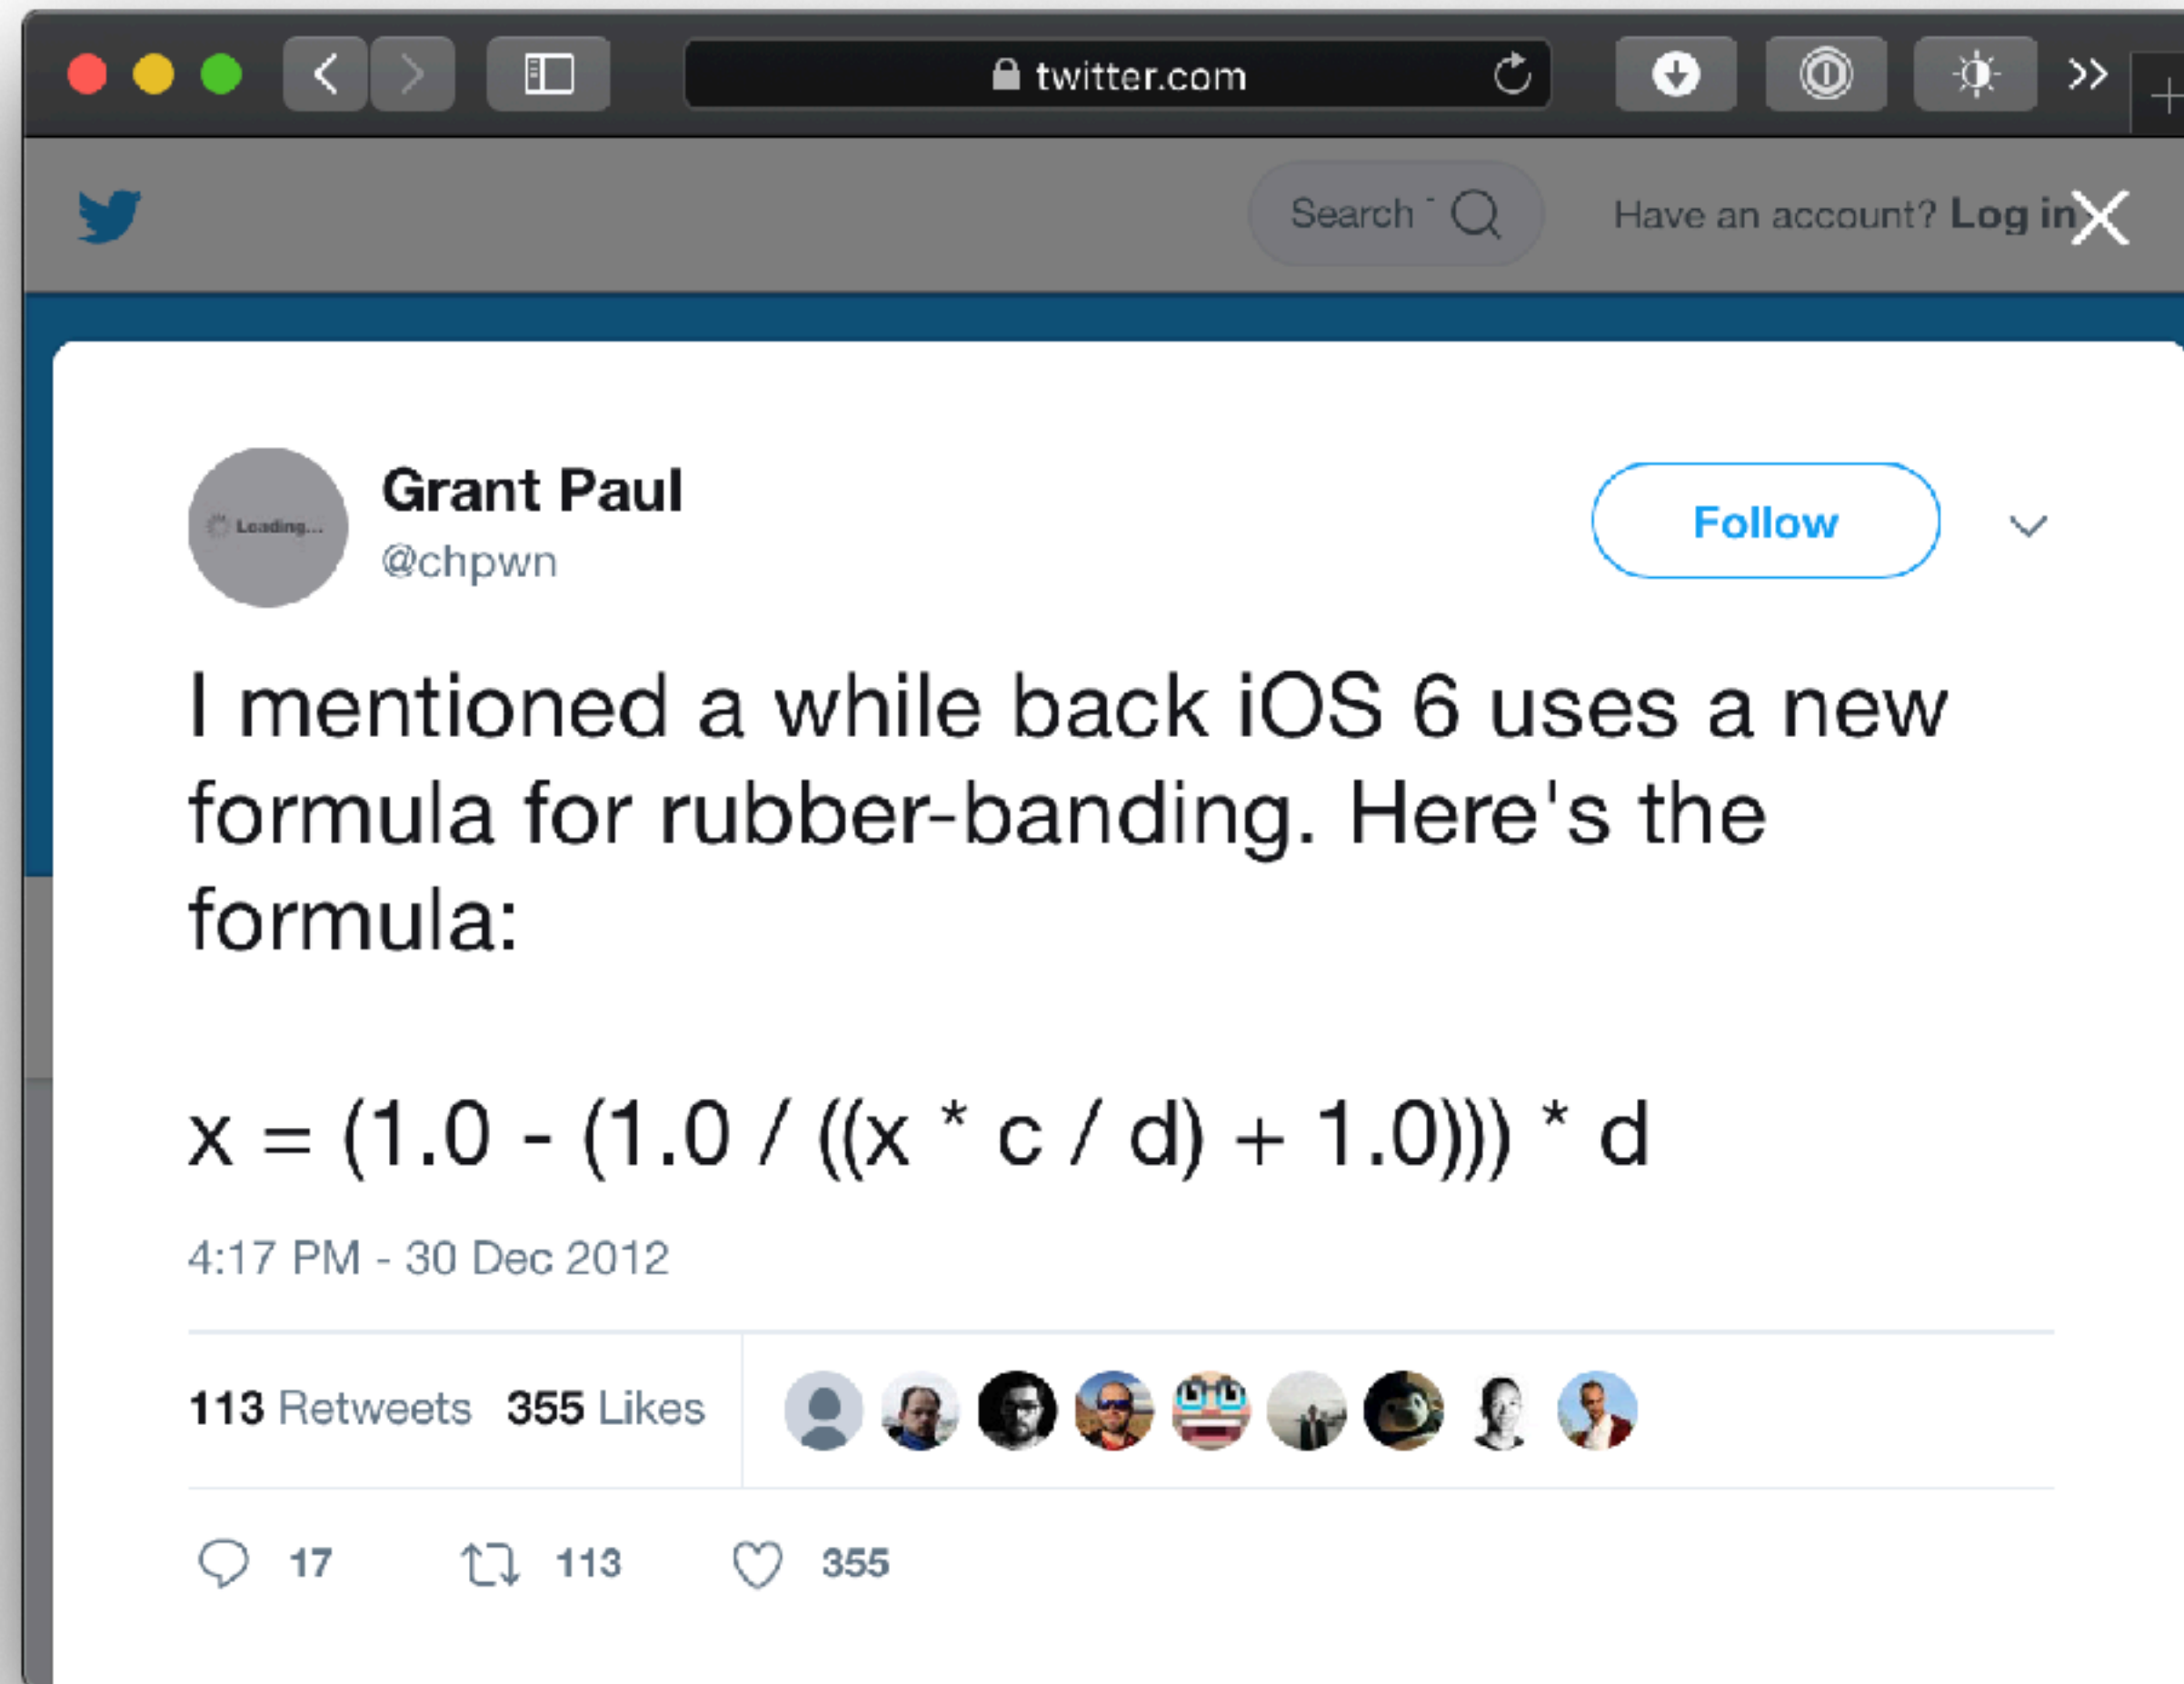 twitter.com
Search
Have an account? Log in
Loading...
Grant Paul
@chpwn
Follow
I mentioned a while back iOS 6 uses a new
formula for rubber-banding. Here's the
formula:
x = (1.0 - (1.0 / ((x * c / d) + 1.0))) * d
4:17 PM - 30 Dec 2012
113 Retweets 355 Likes
17 113 355